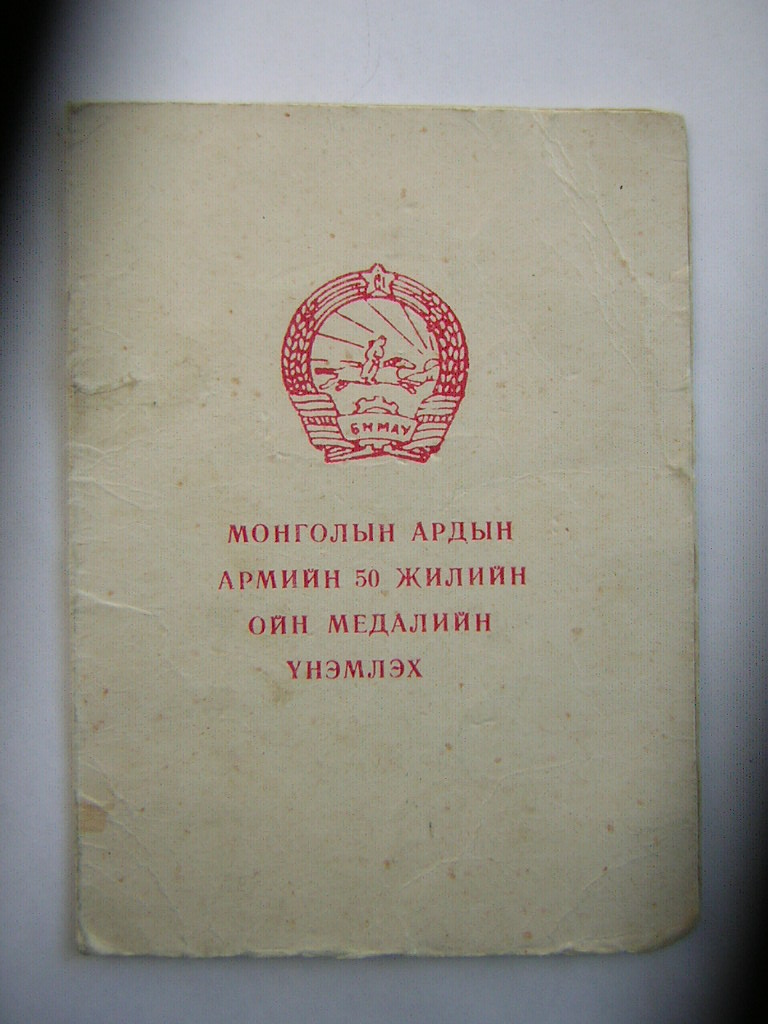 БНМАУ
МОНГОЛЫН АРДЫН
АРМИЙН 50 ЖИЛИЙН
ОЙН МЕДАЛИЙН
ҮНЭМЛЭХ